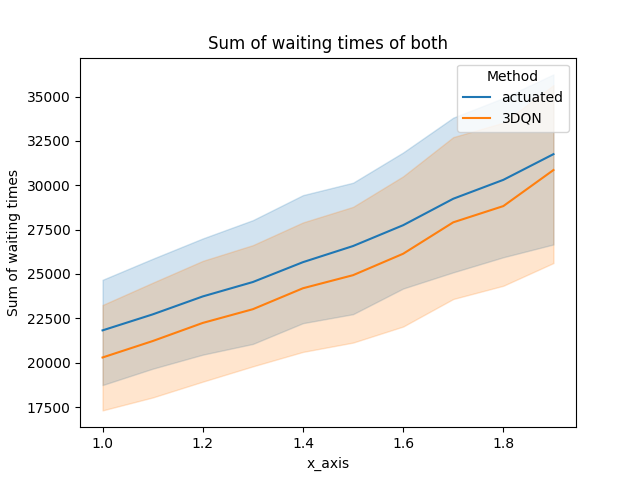 Sum of waiting times of both
Method
actuated
3DQN
Sum of waiting times
35000
32500
30000
27500
25000
22500
20000
17500
1.0
1.2
1.4
1.6
1.8
x_axis